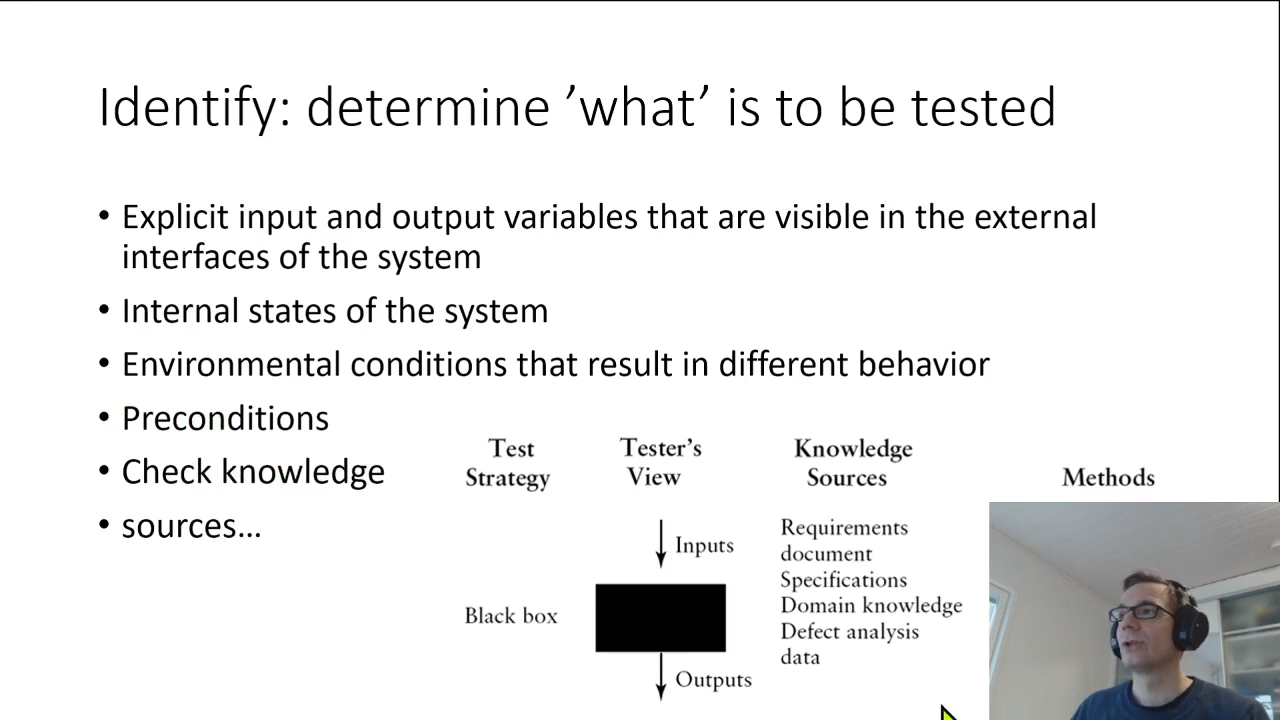 Identify: determine ’what’ is to be tested
• Explicit input and output variables that are visible in the external
interfaces of the system
• Internal states of the system
• Environmental conditions that result in different behavior
• Preconditions
• Check knowledge
• sources...
Test
Strategy
Tester's
View
Knowledge
Sources
Methods
Black box
Inputs
Outputs
Requirements
document
Specifications
Domain knowledge
Defect analysis
data